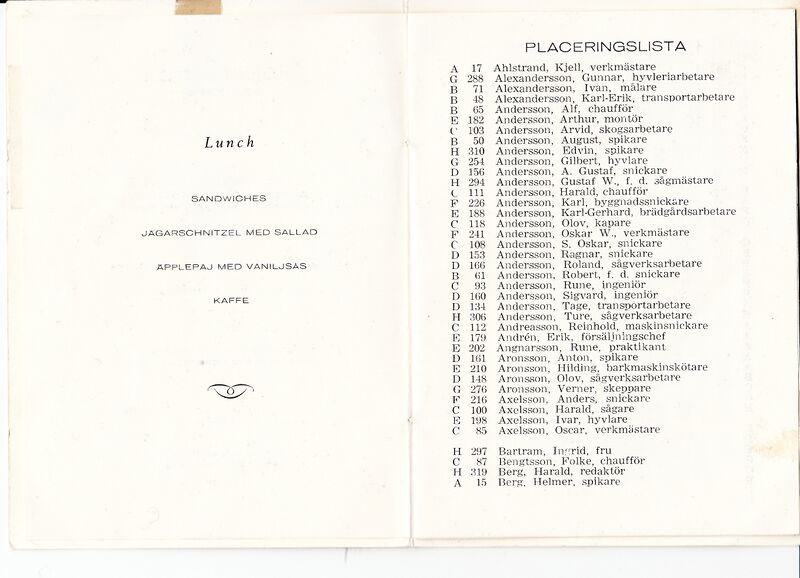 Lunch
SANDWICHES
JÄGARSCHNITZEL MED SALLAD
ÄPPLEPAJ MED VANILJSÅS
KAFFE
PLACERINGSLISTA
A 17 Ahlstrand, Kjell, verkmästare
G 288 Alexandersson, Gunnar, hyvleriarbetare
B 71 Alexandersson, Ivan, målare
B 48 Alexandersson, Karl-Erik, transportarbetare
B 65 Andersson, Alf, chaufför
E 182 Andersson, Arthur, montör
C 103 Andersson, Arvid, skogsarbetare
B 50 Andersson, August, spikare
H 310 Andersson, Edvin, spikare
G 254 Andersson, Gilbert, hyvlare
D 156 Andersson, A. Gustaf, snickare
H 294 Andersson, Gustaf W., f. d. sågmästare
C 111 Andersson, Harald, chaufför
F 226 Andersson, Karl, byggnadssnickare
E 188 Andersson, Karl-Gerhard, brädgårdsarbetare
C 118 Andersson, Olov, kapare
F 241 Andersson, Oskar W., verkmästare
C 108 Andersson, S. Oskar, snickare
D 153 Andersson, Ragnar, snickare
D 166 Andersson, Roland, sågverksarbetare
B 61 Andersson, Robert, f. d. snickare
C 93 Andersson, Rune, ingeniör
D 160 Andersson, Sigvard, ingeniör
D 134 Andersson, Tage, transportarbetare
H 306 Andersson, Ture, sågverksarbetare
C 112 Andreasson, Reinhold, maskinsnickare
E 179 Andrén, Erik, försäljningschef
E 202 Angnarsson, Rune, praktikant
D 161 Aronsson, Anton, spikare
E 210 Aronsson, Hilding, barkmaskinskötare
D 148 Aronsson, Olov, sågverksarbetare
G 276 Aronsson, Verner, skeppare
F 216 Axelsson, Anders, snickare
C 100 Axelsson, Harald, sågare
E 198 Axelsson, Ivar, hyvlare
C 85 Axelsson, Oscar, verkmästare
H 297 Bartram, Ingrid, fru
C 87 Bengtsson, Folke, chaufför
H 319 Berg, Harald, redaktör
A 15 Berg, Helmer, spikare